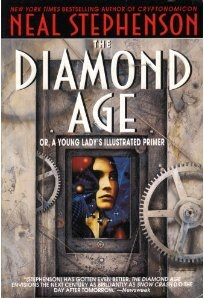 NEW YORK TIMES BESTSELLING AUTHOR OF CRYPTONOMICON
NEAL STEPHENSON
THE
DIAMOND
AGE
OR, A YOUNG LADY'S ILLUSTRATED PRIMER
"[STEPHENSON] HAS GOTTEN EVEN BETTER. THE DIAMOND AGE
ENVISIONS THE NEXT CENTURY AS BRILLIANTLY AS SNOW CRASH DID THE
DAY AFTER TOMORROW."—Newsweek